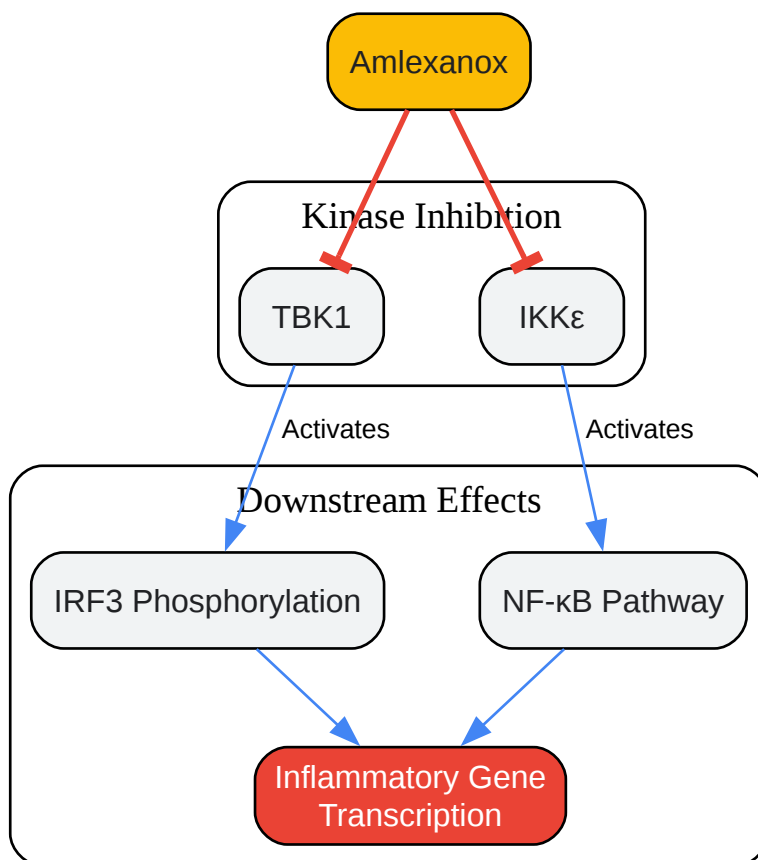 Amlexanox
Kinase Inhibition
TBK1
IKKε
Activates
Activates
Downstream Effects
IRF3 Phosphorylation
NF-κB Pathway
Inflammatory Gene
Transcription